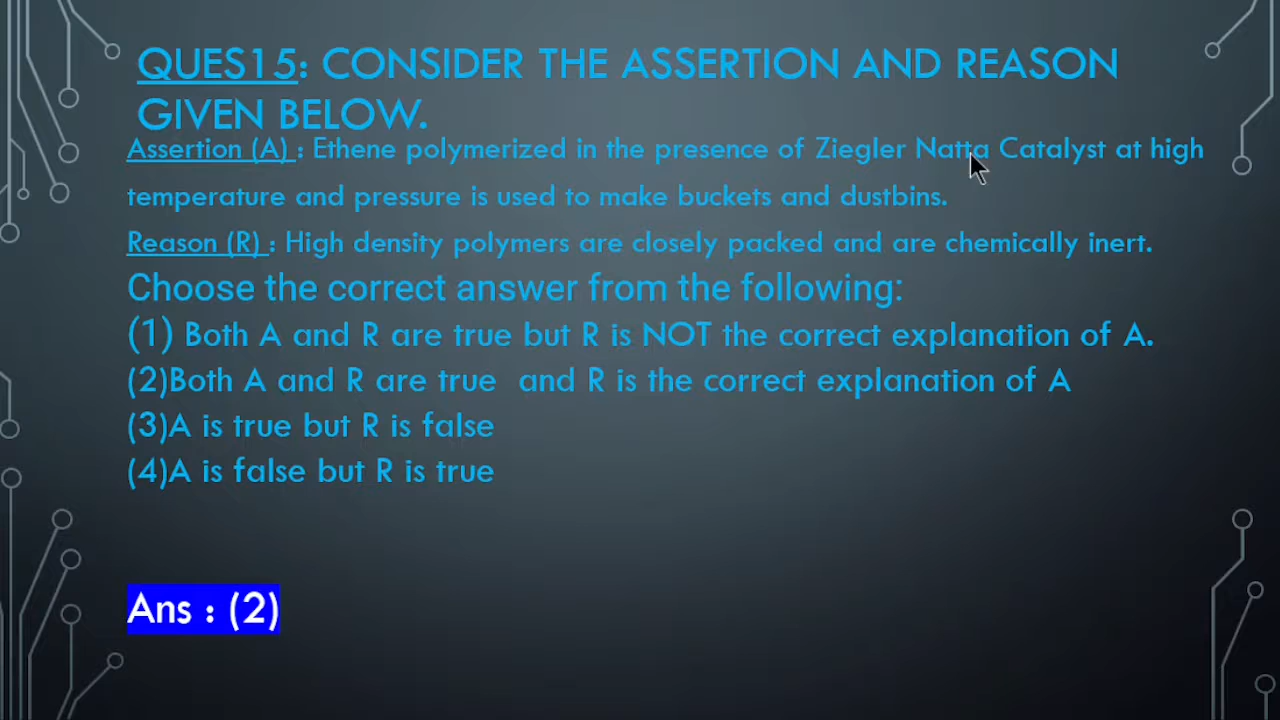 QUES15: CONSIDER THE ASSERTION AND REASON
GIVEN BELOW.
Assertion (A) : Ethene polymerized in the presence of Ziegler Natta Catalyst at high
temperature and pressure is used to make buckets and dustbins.
Reason (R) : High density polymers are closely packed and are chemically inert.
Choose the correct answer from the following:
(1) Both A and R are true but R is NOT the correct explanation of A.
(2)Both A and R are true and R is the correct explanation of A
(3)A is true but R is false
(4)A is false but R is true
Ans : (2)